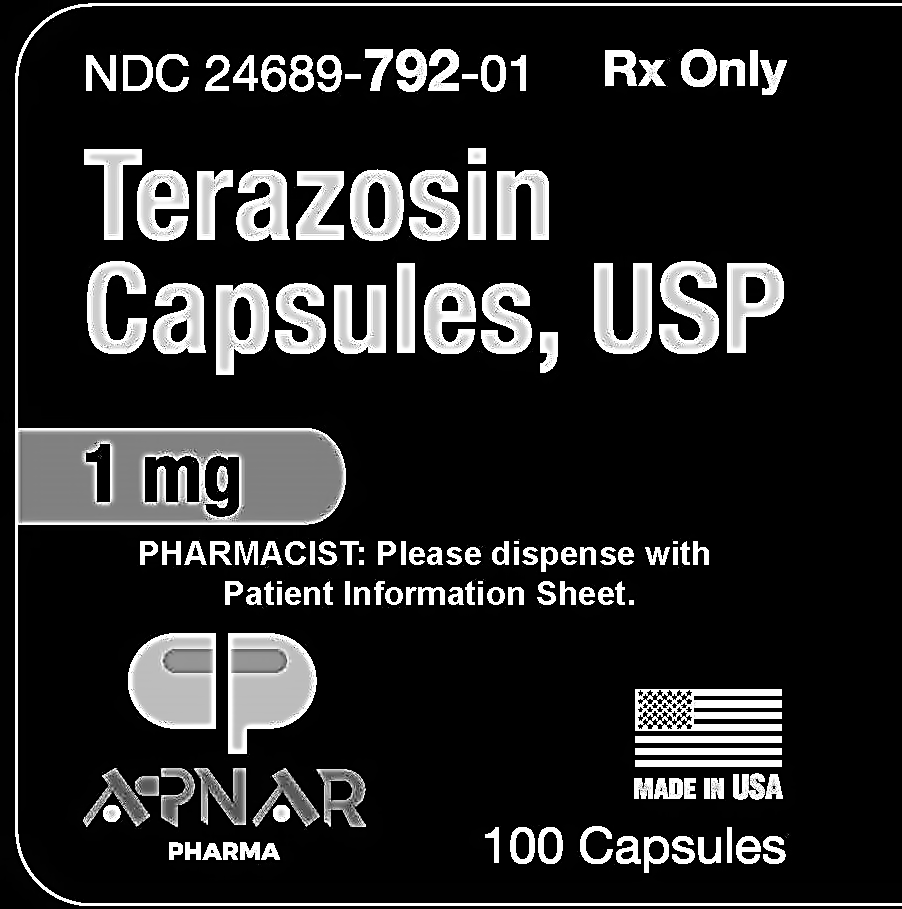 NDC 24689-792-01 Rx Only
Terazosin
Capsules, USP
1 mg
PHARMACIST: Please dispense with
Patient Information Sheet.
APNAR
PHARMA
MADE IN USA
100 Capsules